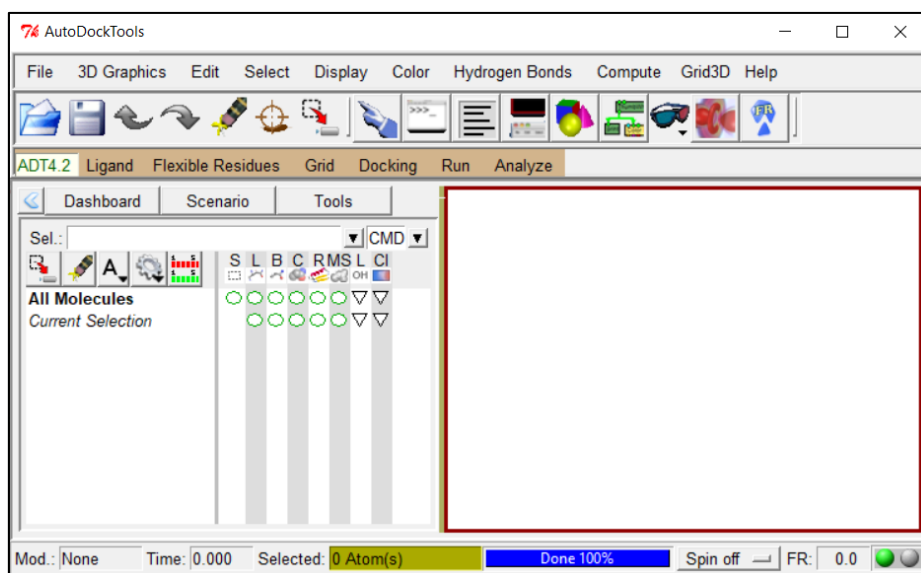 AutoDockTools
File 3D Graphics Edit Select Display Color Hydrogen Bonds Compute Grid3D Help
ADT4.2 Ligand Flexible Residues Grid Docking Run Analyze
Dashboard Scenario Tools
Sel.: CMD
A S L B C R MS L Cl
OH
All Molecules
Current Selection
Mod.: None Time: 0.000 Selected: 0 Atom(s) Done 100% Spin off FR: 0.0